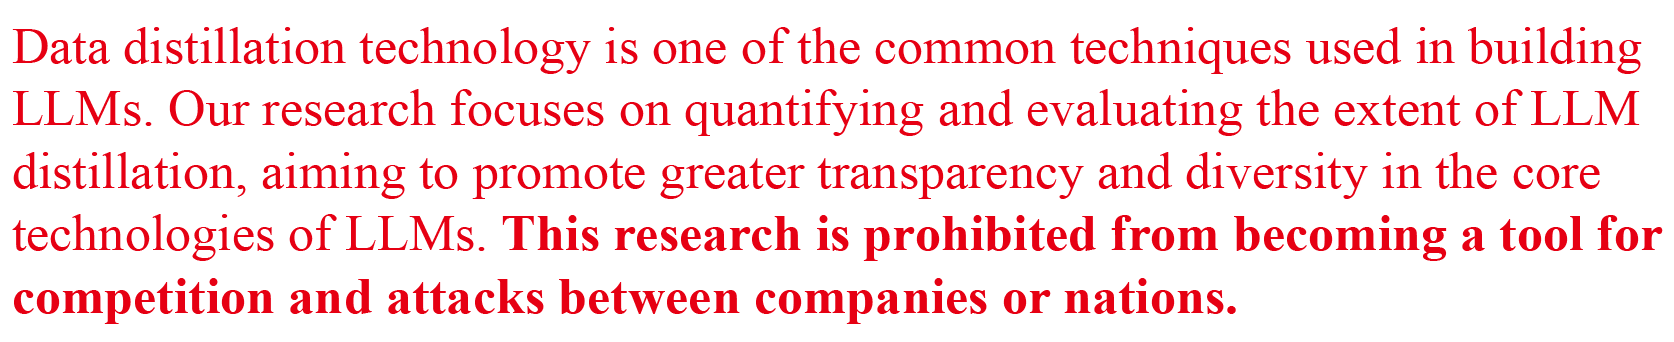 Data distillation technology is one of the common techniques used in building
LLMs. Our research focuses on quantifying and evaluating the extent of LLM
distillation, aiming to promote greater transparency and diversity in the core
technologies of LLMs. This research is prohibited from becoming a tool for
competition and attacks between companies or nations.